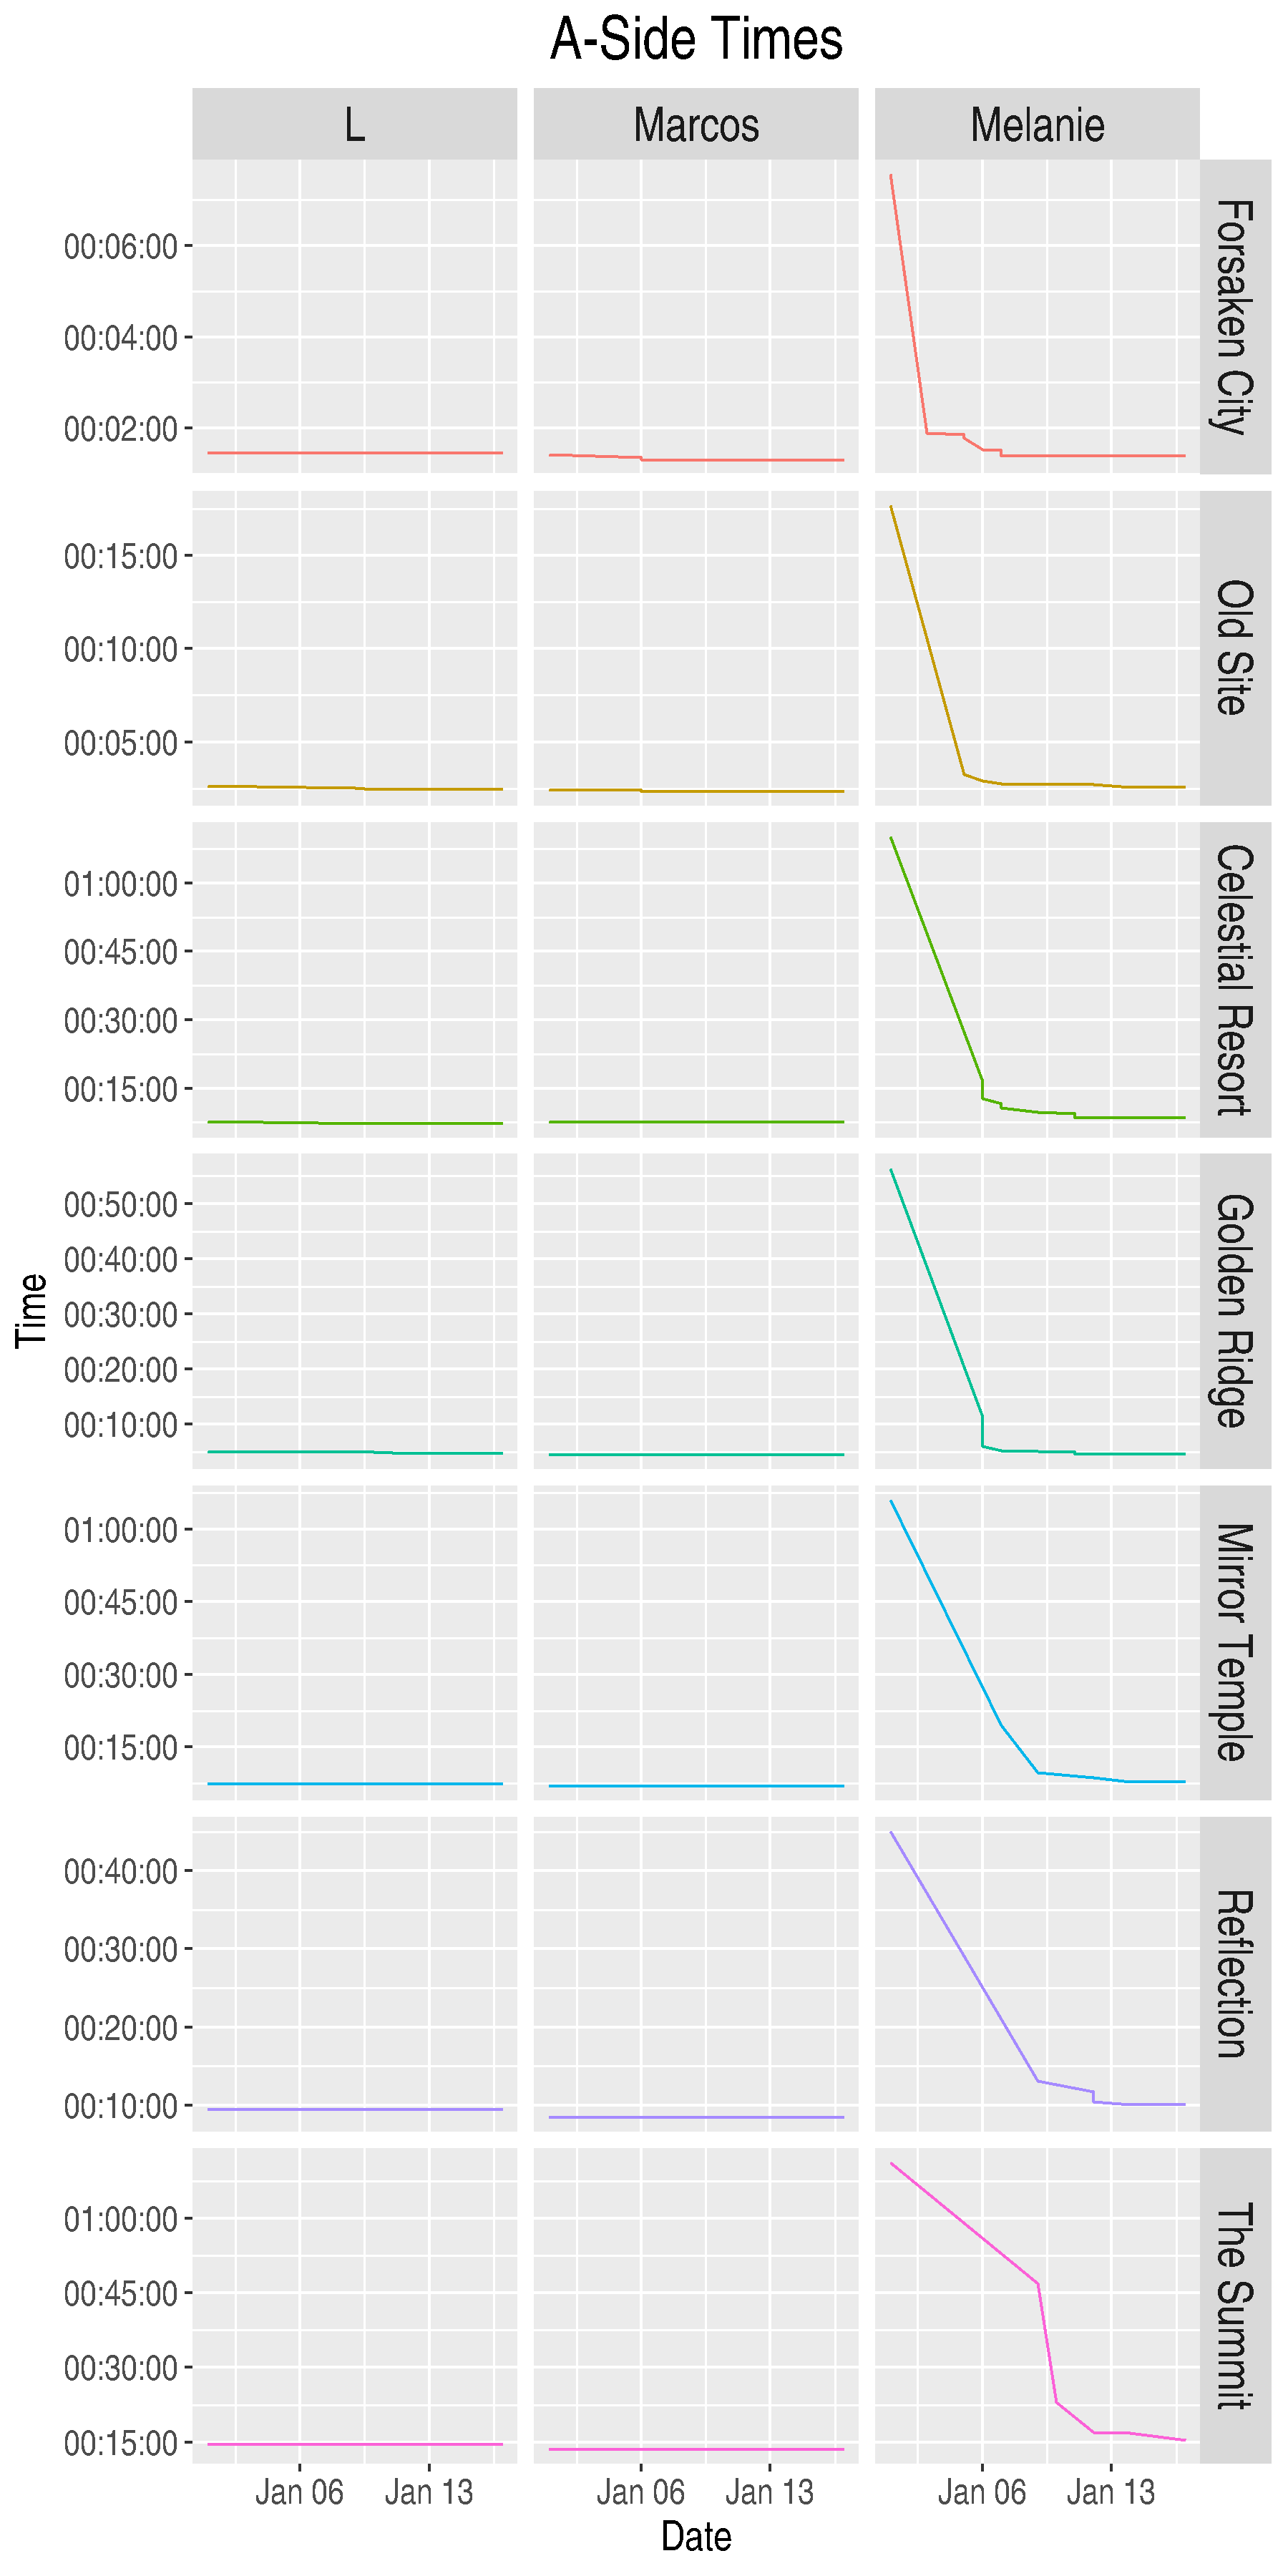 A-Side Times
L Marcos Melanie
00:06:00
00:04:00
00:02:00
Forsaken City
00:15:00
00:10:00
00:05:00
Old Site
01:00:00
00:45:00
00:30:00
00:15:00
Celestial Resort
00:50:00
00:40:00
00:30:00
00:20:00
00:10:00
Golden Ridge
Time
01:00:00
00:45:00
00:30:00
00:15:00
Mirror Temple
00:40:00
00:30:00
00:20:00
00:10:00
Reflection
01:00:00
00:45:00
00:30:00
00:15:00
The Summit
Jan 06 Jan 13 Jan 06 Jan 13 Jan 06 Jan 13
Date